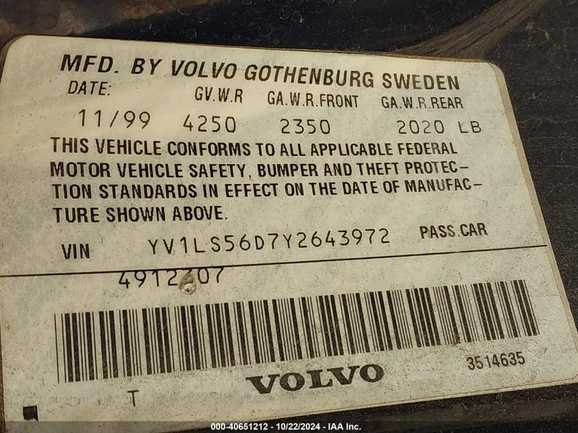 MFD. BY VOLVO GOTHENBURG SWEDEN
DATE: GV.W.R GA.W.R.FRONT GA.W.R.REAR
11/99 4250 2350 2020 LB
THIS VEHICLE CONFORMS TO ALL APPLICABLE FEDERAL
MOTOR VEHICLE SAFETY, BUMPER AND THEFT PROTEC-
TION STANDARDS IN EFFECT ON THE DATE OF MANUFAC-
TURE SHOWN ABOVE.
VIN YV1LS56D7Y2643972 PASS.CAR
T VOLVO 3514635
000-40651212 - 10/22/2024 - IAA Inc.